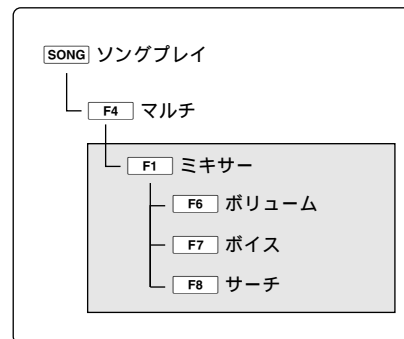 SONG ソングプレイ
F4 マルチ
F1 ミキサー
F6 ボリューム
F7 ボイス
F8 サーチ